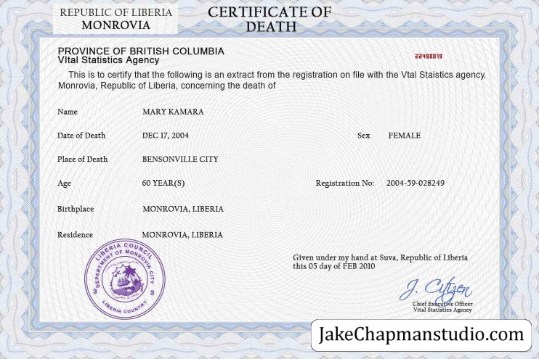 REPUBLIC OF LIBERIA
MONROVIA
CERTIFICATE OF
DEATH
PROVINCE OF BRITISH COLUMBIA
Vital Statistics Agency
22498019
This is to certify that the following is an extract from the registration on file with the Vtal Staistics agency.
Monrovia, Republic of Liberia, concerning the death of
Name MARY KAMARA
Date of Death DEC 17, 2004 Sex FEMALE
Place of Death BENSONVILLE CITY
Age 60 YEAR(S) Registration No: 2004-59-028249
Birthplace MONROVIA, LIBERIA
Residence MONROVIA, LIBERIA
LIBERIA COUNCIL
DEPARTMENT OF MONROVIA CITY
LIBERIA COUNTRY
Given under my hand at Suva, Republic of Liberia
this 05 day of FEB 2010
J. Citizen
Chief Executive Officer
Vital Statistics Agency
JakeChapmanstudio.com